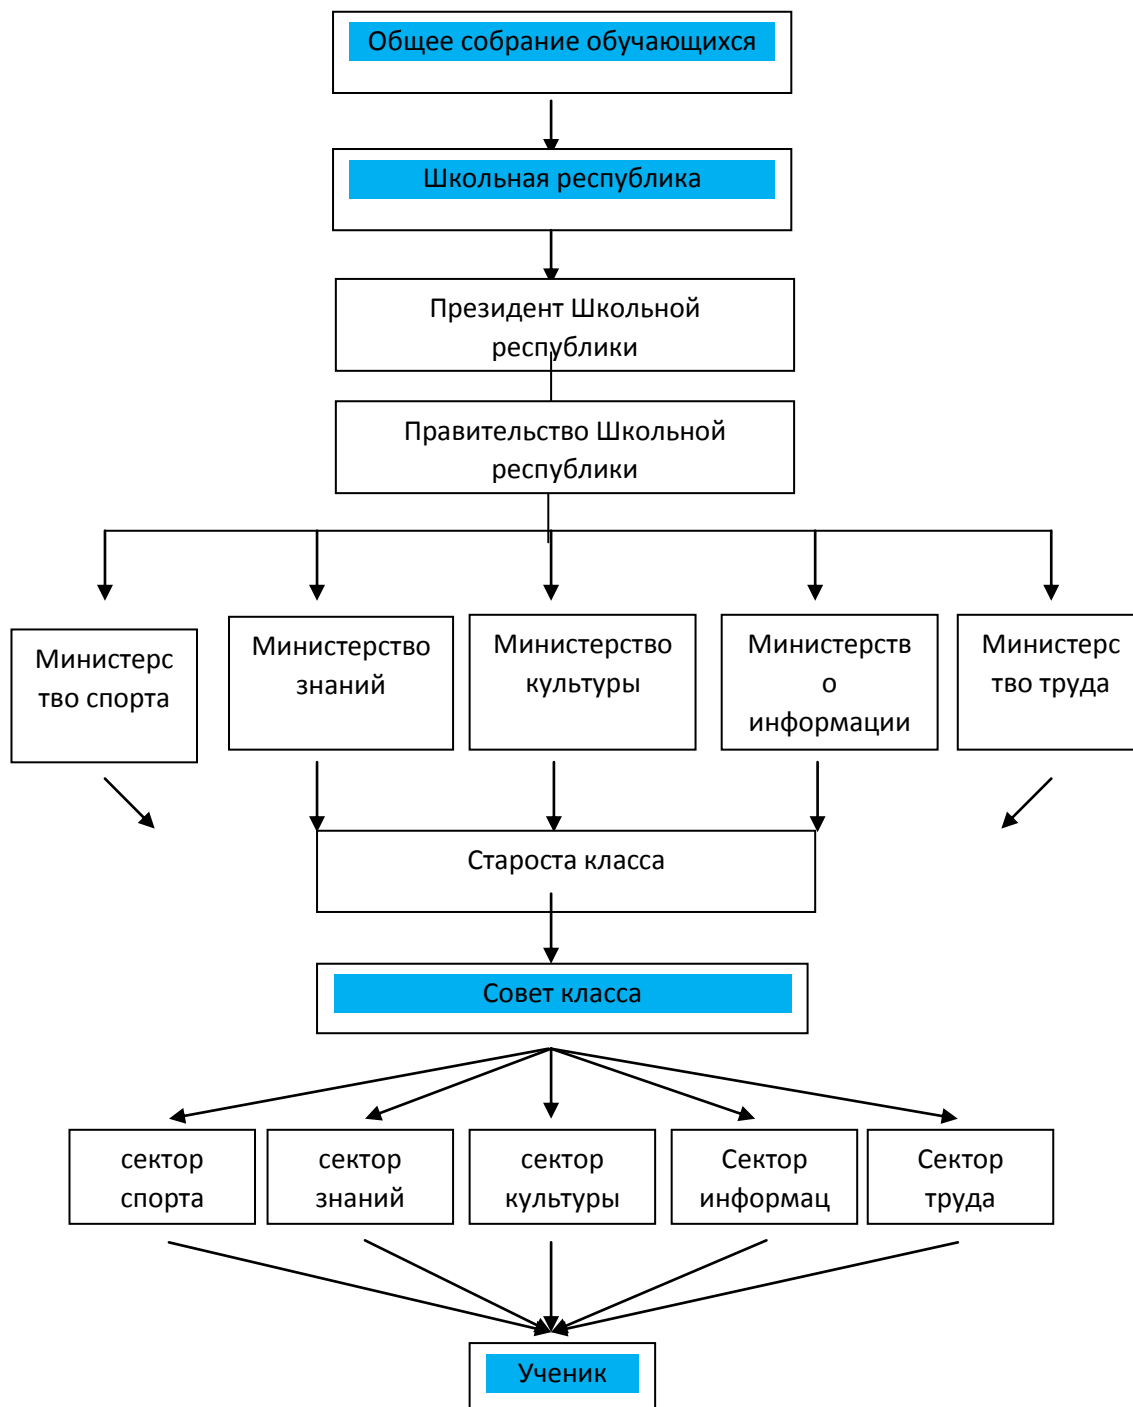 Общее собрание обучающихся
Школьная республика
Президент Школьной
республики
Правительство Школьной
республики
Министерс
тво спорта
Министерство
знаний
Министерство
культуры
Министерств
о
информации
Министерс
тво труда
Староста класса
Совет класса
сектор
спорта
сектор
знаний
сектор
культуры
Сектор
информац
Сектор
труда
Ученик